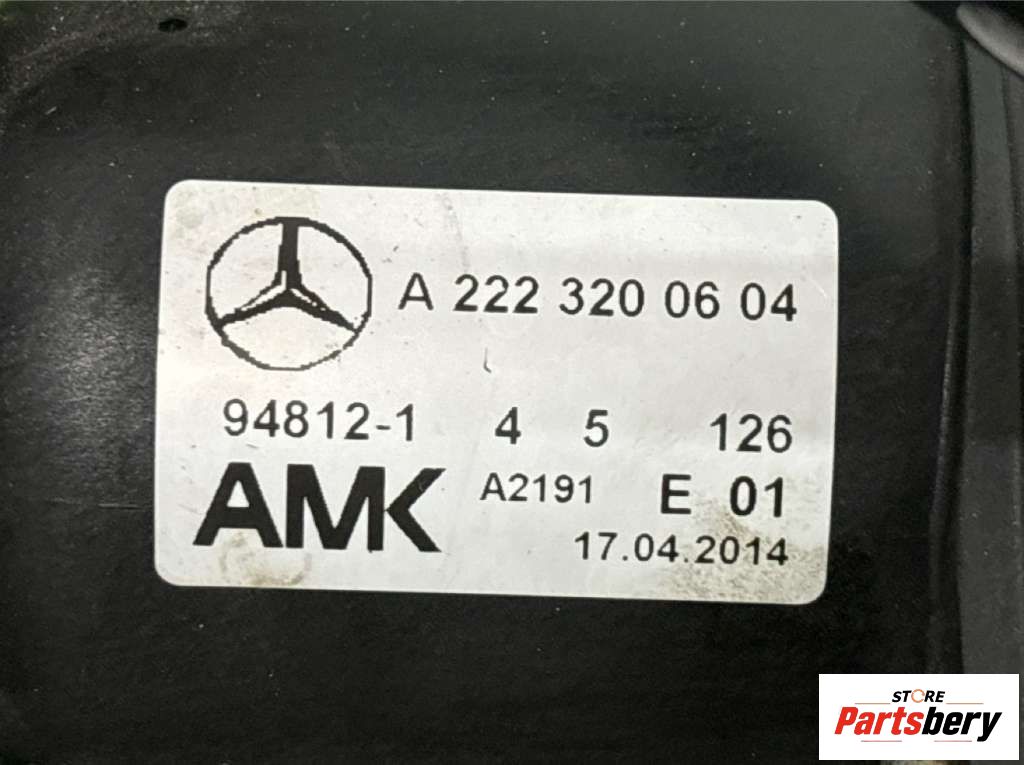 A 222 320 06 04
94812-1 4 5 126
AMK A2191 E 01
17.04.2014
STORE
Partsbery